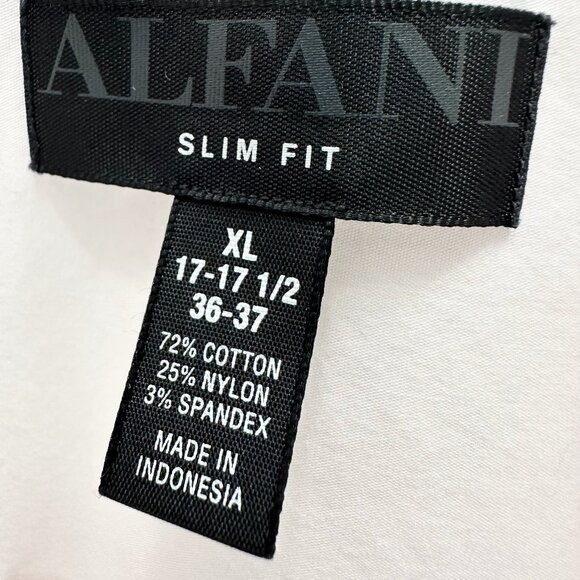 ALFANI
SLIM FIT
XL
17-17 1/2
36-37
72% COTTON
25% NYLON
3% SPANDEX
MADE IN
INDONESIA